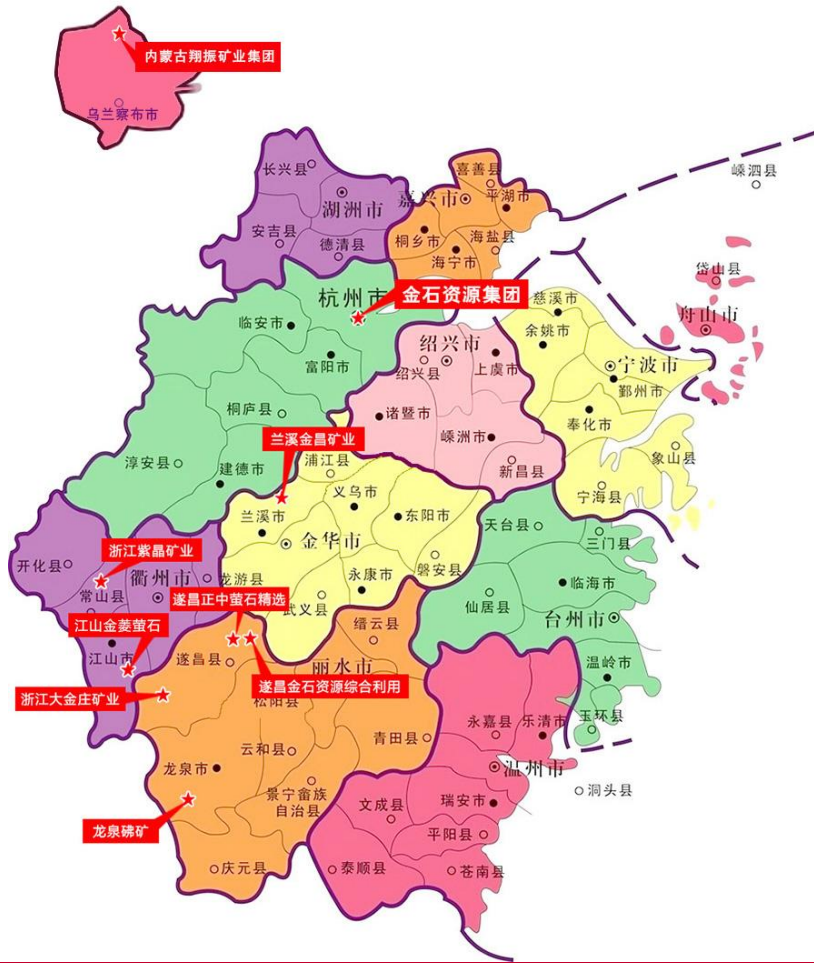 内蒙古翔振矿业集团
乌兰察布市
长兴县
湖洲市
安吉县
德清县
嘉善县
嘉兴市
平湖市
桐乡市
海盐县
海宁市
嵊泗县
岱山县
舟山市
杭州市
金石资源集团
临安市
富阳市
桐庐县
淳安县
建德市
慈溪市
余姚市
宁波市
鄞州市
奉化市
象山县
宁海县
绍兴市
绍兴县
上虞市
诸暨市
嵊洲市
新昌县
兰溪金昌矿业
浦江县
义乌市
兰溪市
东阳市
金华市
磐安县
永康市
武义县
天台县
三门县
临海市
仙居县
台州市
温岭市
玉环县
开化县
浙江紫晶矿业
衢州市
常山县
龙游县
江山金菱萤石
江山市
遂昌正中萤石精选
缙云县
遂昌县
丽水市
遂昌金石资源综合利用
浙江大金庄矿业
松阳县
云和县
青田县
龙泉市
景宁畲族
自治县
龙泉砩矿
庆元县
永嘉县
乐清市
温州市
洞头县
文成县
瑞安市
平阳县
泰顺县
苍南县